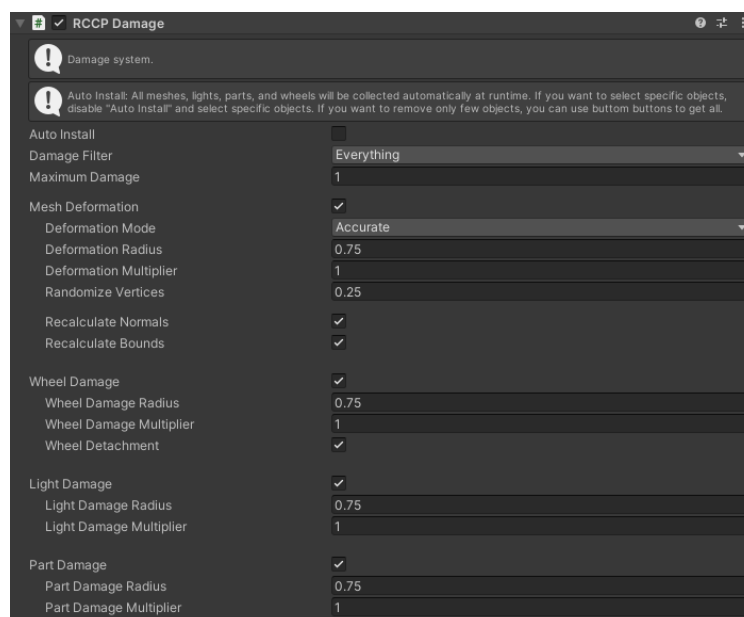 RCCP Damage
Damage system.
Auto Install: All meshes, lights, parts, and wheels will be collected automatically at runtime. If you want to select specific objects,
disable "Auto Install" and select specific objects. If you want to remove only few objects, you can use buttom buttons to get all.
Auto Install
Damage Filter Everything
Maximum Damage 1
Mesh Deformation
Deformation Mode Accurate
Deformation Radius 0.75
Deformation Multiplier 1
Randomize Vertices 0.25
Recalculate Normals
Recalculate Bounds
Wheel Damage
Wheel Damage Radius 0.75
Wheel Damage Multiplier 1
Wheel Detachment
Light Damage
Light Damage Radius 0.75
Light Damage Multiplier 1
Part Damage
Part Damage Radius 0.75
Part Damage Multiplier 1